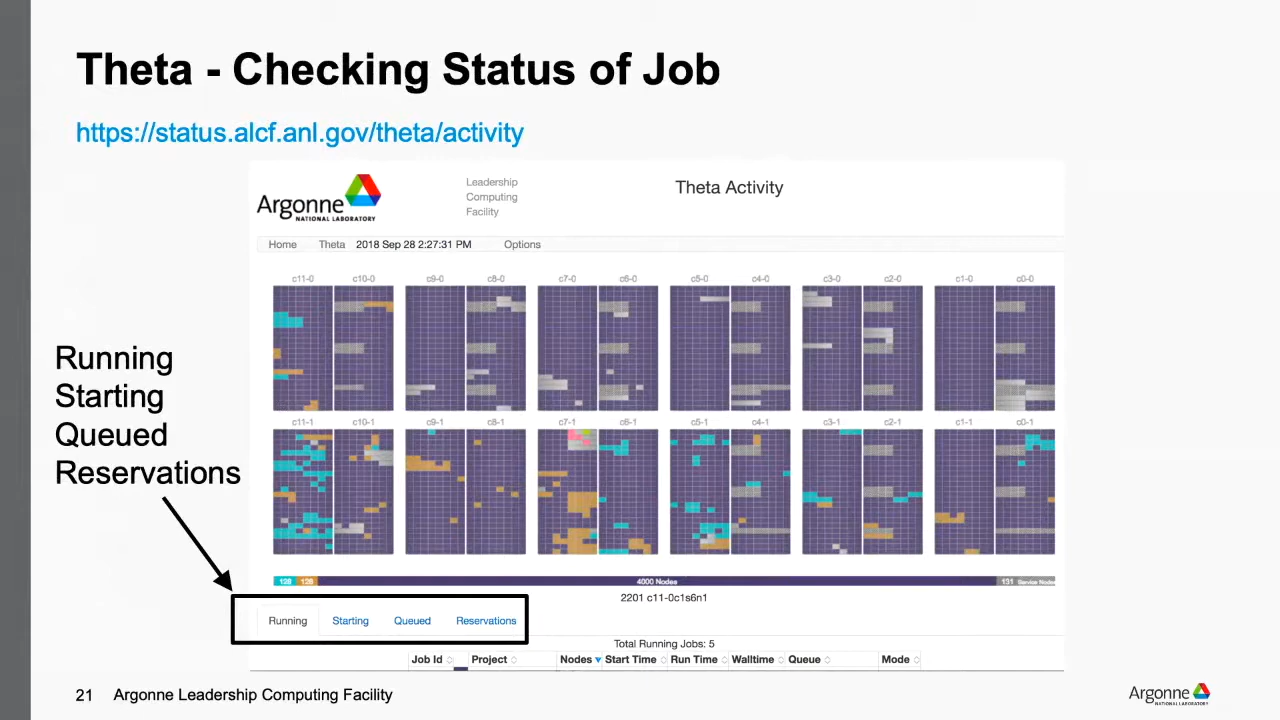 Theta - Checking Status of Job
https://status.alcf.anl.gov/theta/activity
Argonne
NATIONAL LABORATORY
Leadership
Computing
Facility
Theta Activity
Home Theta 2018 Sep 28 2:27:31 PM Options
c11-0 c10-0 c9-0 c8-0 c7-0 c6-0 c5-0 c4-0 c3-0 c2-0 c1-0 c0-0
c11-1 c10-1 c9-1 c8-1 c7-1 c6-1 c5-1 c4-1 c3-1 c2-1 c1-1 c0-1
Running
Starting
Queued
Reservations
128 128 4000 Nodes 131 Service Nodes
2201 c11-0c1s6n1
Running Starting Queued Reservations
Total Running Jobs: 5
Job Id Project Nodes Start Time Run Time Walltime Queue Mode
21 Argonne Leadership Computing Facility
Argonne
NATIONAL LABORATORY